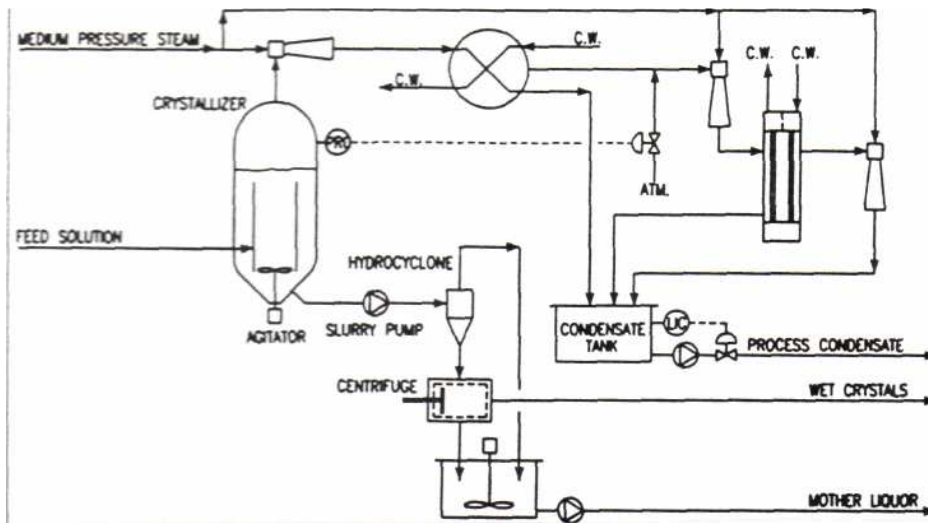 MEDIUM PRESSURE STEAM
C.W.
C.W.
C.W.
C.W.
CRYSTALLIZER
PRC
ATM.
FEED SOLUTION
HYDROCYCLONE
AGITATOR
SLURRY PUMP
CONDENSATE
TANK
LIC
PROCESS CONDENSATE
CENTRIFUGE
WET CRYSTALS
MOTHER LIQUOR